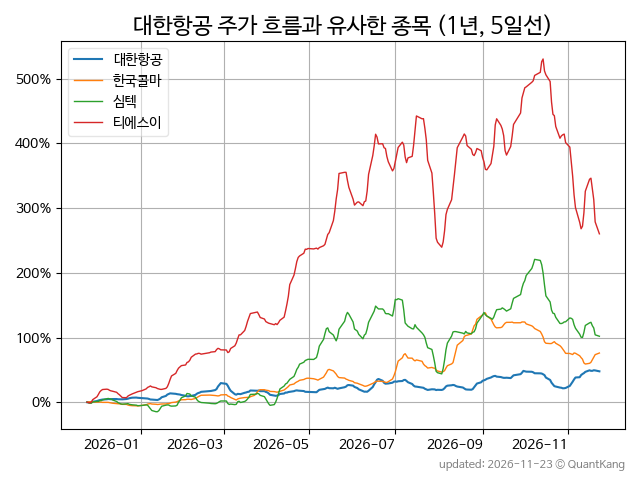 대한항공 주가 흐름과 유사한 종목 (1년, 5일선)
대한항공
한국콜마
심텍
티에스이
500%
400%
300%
200%
100%
0%
2026-01 2026-03 2026-05 2026-07 2026-09 2026-11
updated: 2026-11-23 ⓒ QuantKang